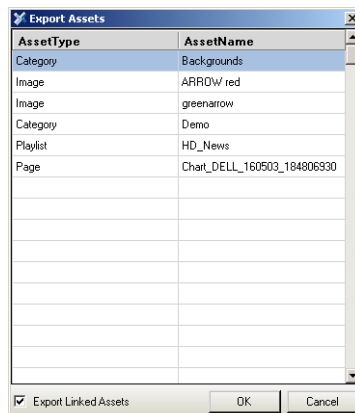 Export Assets
AssetType AssetName
Category Backgrounds
Image ARROW red
Image greenarrow
Category Demo
Playlist HD_News
Page Chart_DELL_160503_184806930
Export Linked Assets OK Cancel